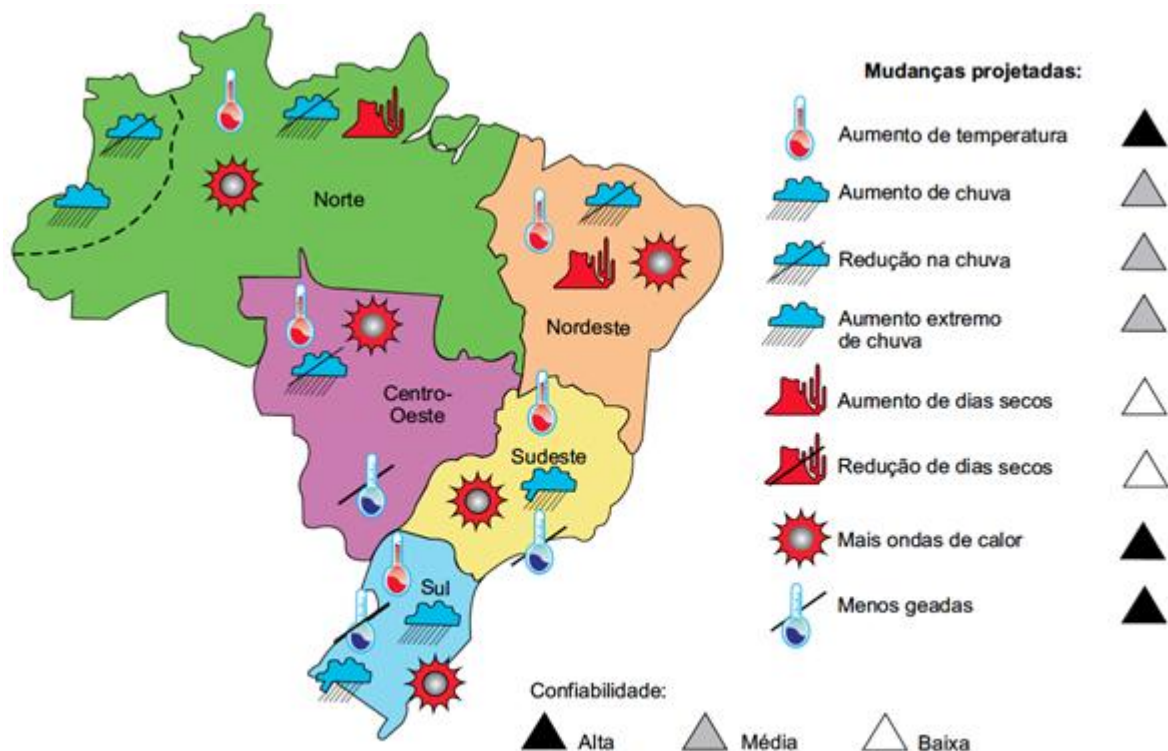 Norte
Nordeste
Centro-
Oeste
Sudeste
Sul
Mudanças projetadas:
Aumento de temperatura
Aumento de chuva
Redução na chuva
Aumento extremo
de chuva
Aumento de dias secos
Redução de dias secos
Mais ondas de calor
Menos geadas
Confiabilidade:
Alta
Média
Baixa